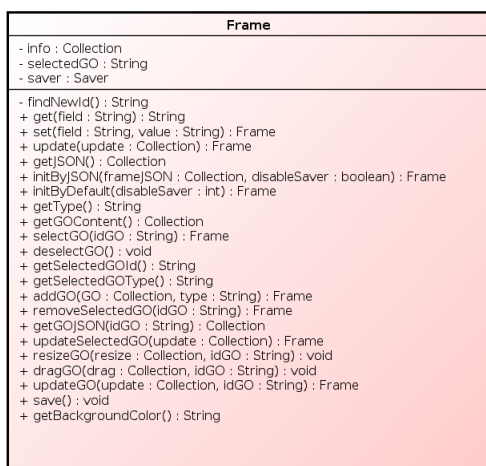 Frame
- info : Collection
- selectedGO : String
- saver : Saver
- findNewId() : String
+ get(field : String) : String
+ set(field : String, value : String) : Frame
+ update(update : Collection) : Frame
+ getJSON() : Collection
+ initByJSON(frameJSON : Collection, disableSaver : boolean) : Frame
+ initByDefault(disableSaver : int) : Frame
+ getType() : String
+ getGOContent() : Collection
+ selectGO(idGO : String) : Frame
+ deselectGO() : void
+ getSelectedGOId() : String
+ getSelectedGOType() : String
+ addGO(GO : Collection, type : String) : Frame
+ removeSelectedGO(idGO : String) : Frame
+ getGOJSON(idGO : String) : Collection
+ updateSelectedGO(update : Collection) : Frame
+ resizeGO(resize : Collection, idGO : String) : void
+ dragGO(drag : Collection, idGO : String) : void
+ updateGO(update : Collection, idGO : String) : Frame
+ save() : void
+ getBackgroundColor() : String